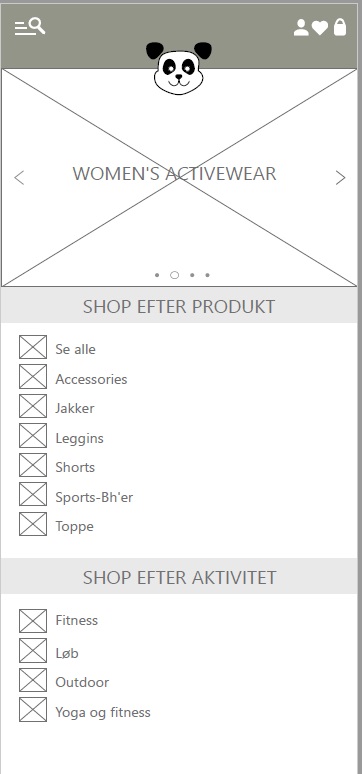 WOMEN'S ACTIVEWEAR
SHOP EFTER PRODUKT
Se alle
Accessories
Jakker
Leggins
Shorts
Sports-Bh'er
Toppe
SHOP EFTER AKTIVITET
Fitness
Løb
Outdoor
Yoga og fitness